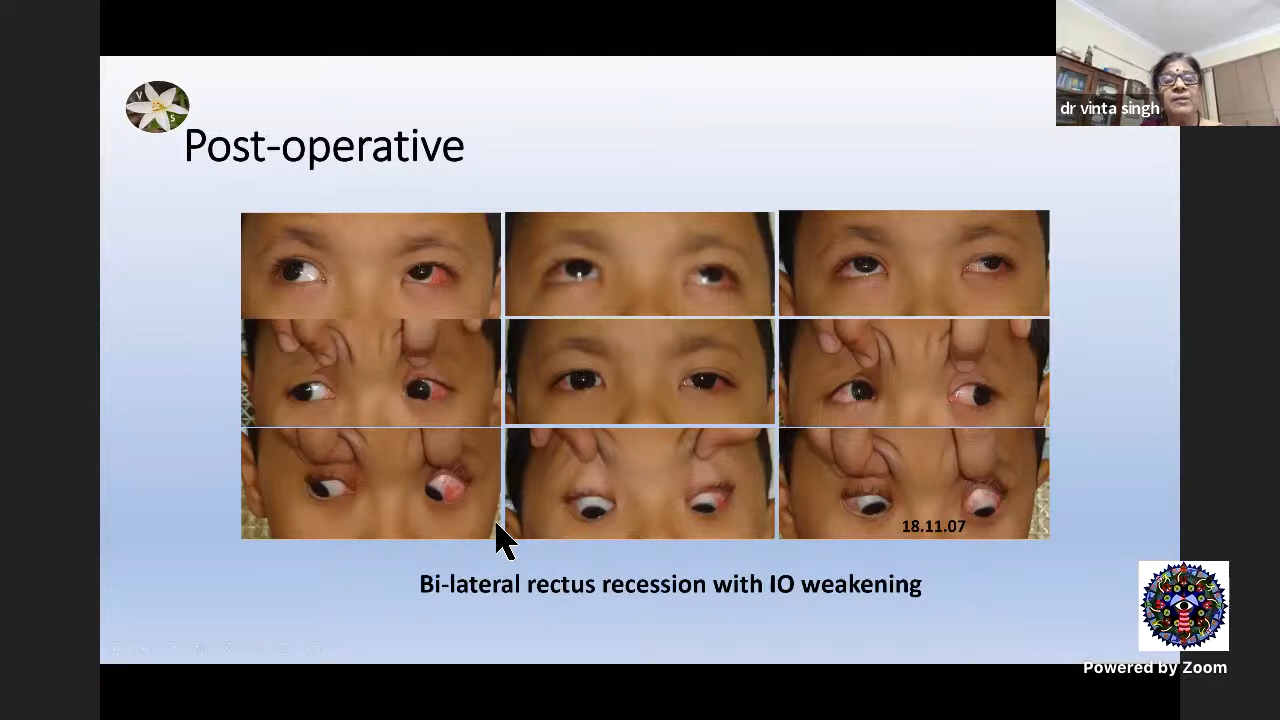 dr vinta singh
V
S
Post-operative
18.11.07
Bi-lateral rectus recession with IO weakening
Powered by Zoom